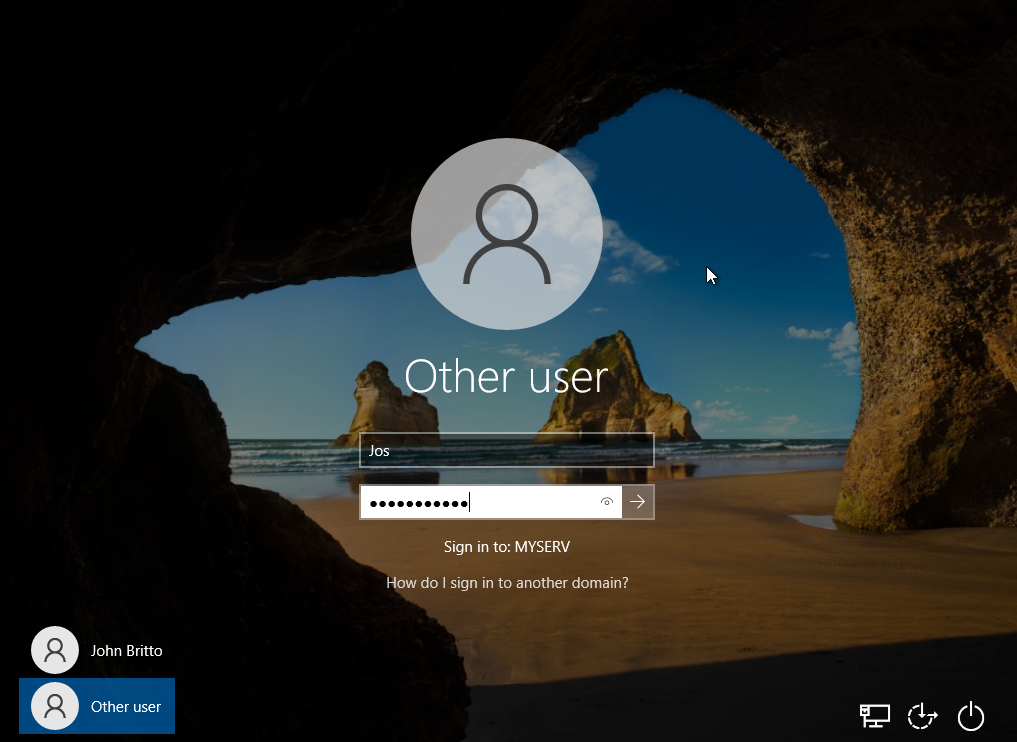 Other user
Jos
Sign in to: MYSERV
How do I sign in to another domain?
John Britto
Other user